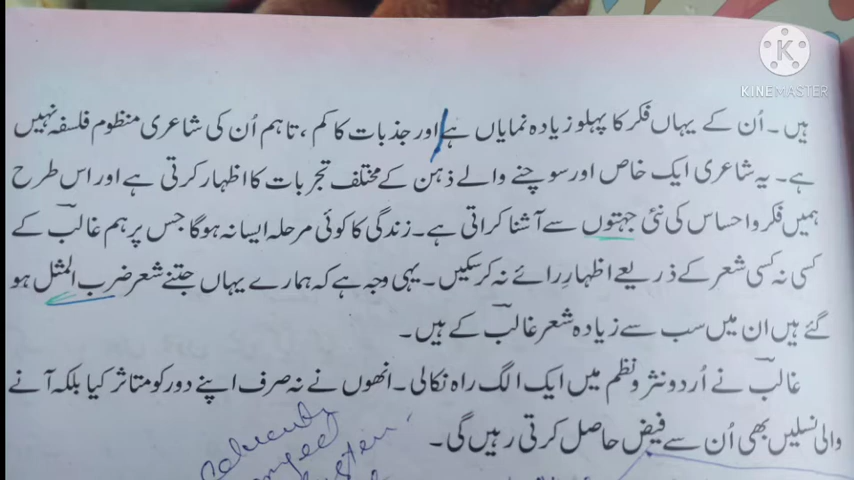 KINEMASTER
ہیں۔ اُن کے یہاں فکر کا پہلو زیادہ نمایاں ہے اور جذبات کا کم، تاہم اُن کی شاعری منظوم فلسفہ نہیں
ہے۔ یہ شاعری ایک خاص اور سوچنے والے ذہن کے مختلف تجربات کا اظہار کرتی ہے اور اس طرح
ہمیں فکر و احساس کی نئی جہتوں سے آشنا کراتی ہے۔ زندگی کا کوئی مرحلہ ایسا نہ ہوگا جس پر ہم غالبؔ کے
کسی نہ کسی شعر کے ذریعے اظہارِ رائے نہ کرسکیں۔ یہی وجہ ہے کہ ہمارے یہاں جتنے شعر ضرب المثل ہو
گئے ہیں ان میں سب سے زیادہ شعر غالبؔ کے ہیں۔
غالبؔ نے اُردو نثر و نظم میں ایک الگ راہ نکالی۔ انھوں نے نہ صرف اپنے دور کو متاثر کیا بلکہ آنے
والی نسلیں بھی اُن سے فیض حاصل کرتی رہیں گی۔